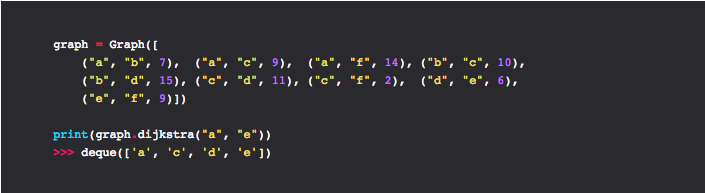 graph = Graph([
    ("a", "b", 7),  ("a", "c", 9),  ("a", "f", 14), ("b", "c", 10),
    ("b", "d", 15), ("c", "d", 11), ("c", "f", 2),  ("d", "e", 6),
    ("e", "f", 9)])

print(graph.dijkstra("a", "e"))
>>> deque(['a', 'c', 'd', 'e'])